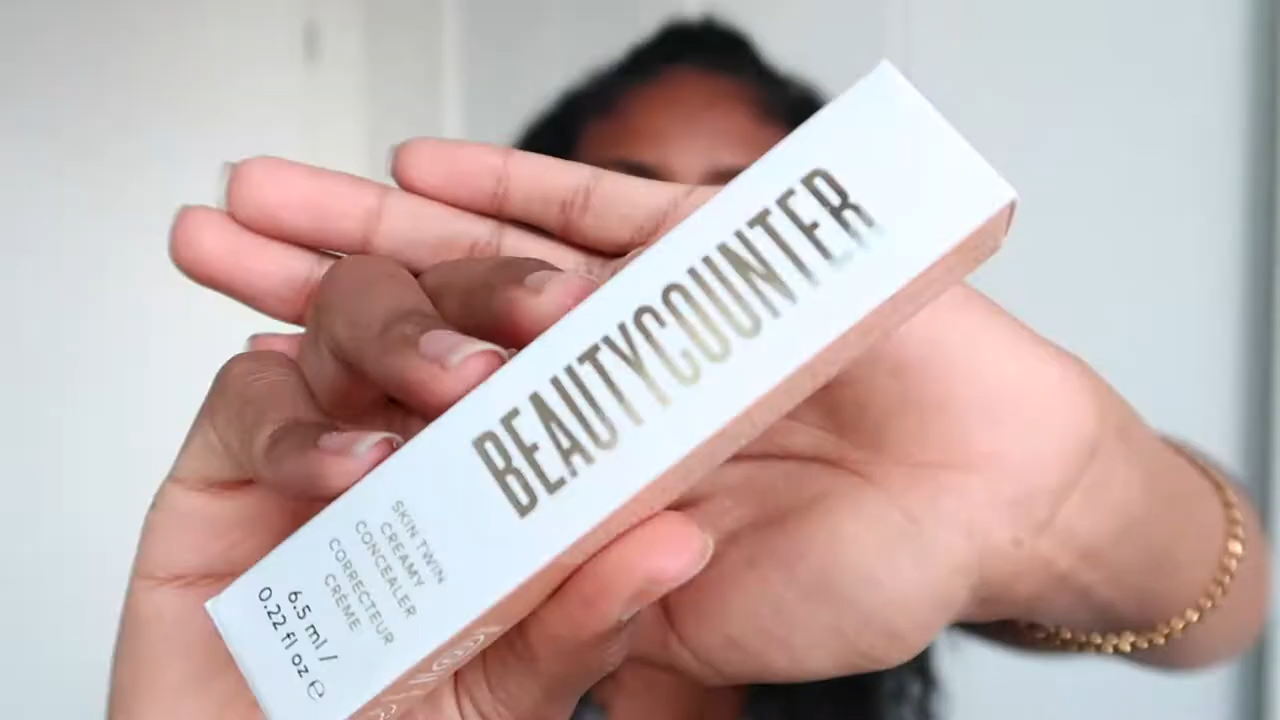 BEAUTYCOUNTER
SKIN TWIN
CREAMY
CONCEALER
CORRECTEUR
CRÈME
6.5 ml /
0.22 fl oz ℮